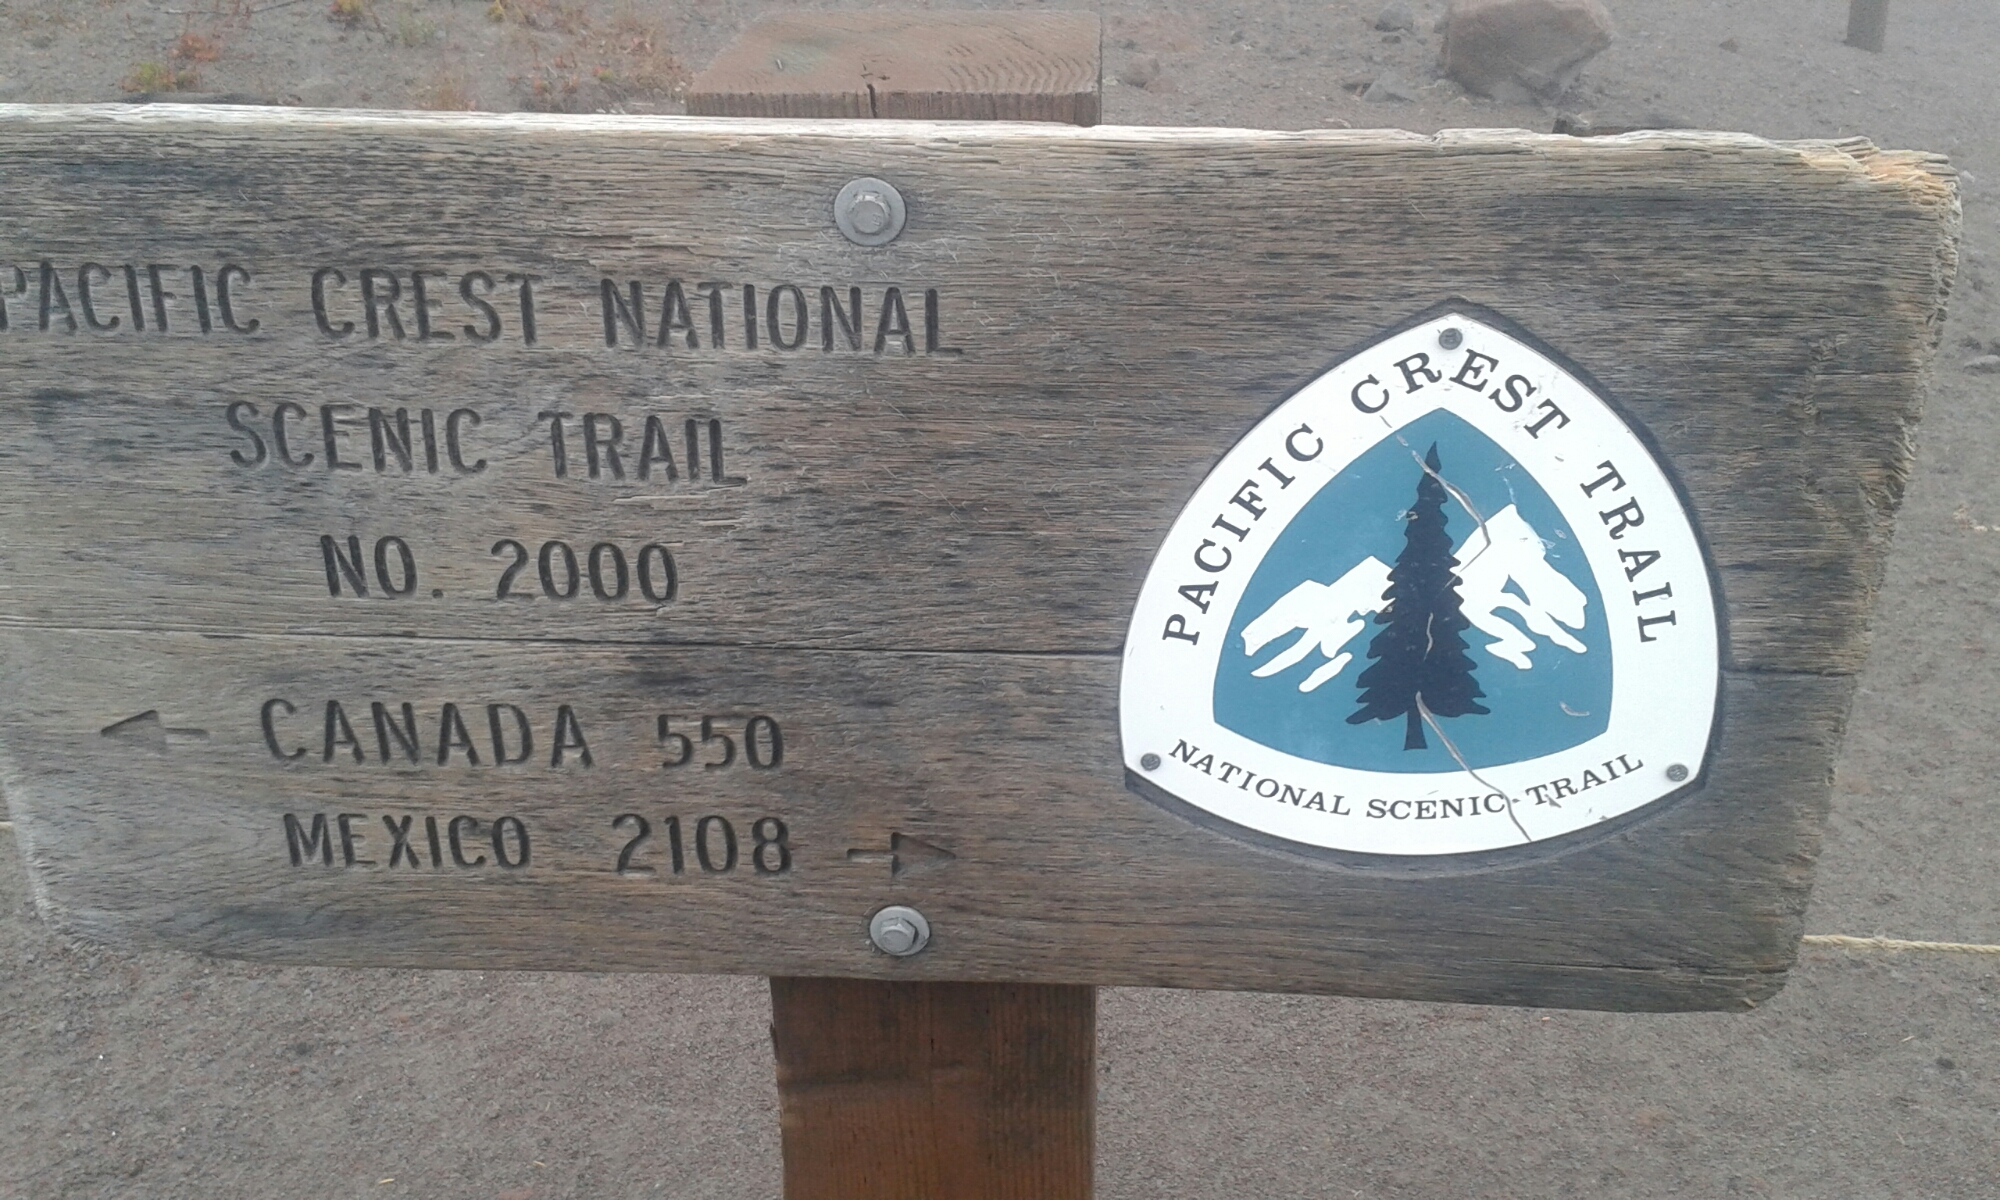 PACIFIC CREST NATIONAL
SCENIC TRAIL
NO. 2000
CANADA 550
MEXICO 2108
PACIFIC CREST TRAIL
NATIONAL SCENIC TRAIL